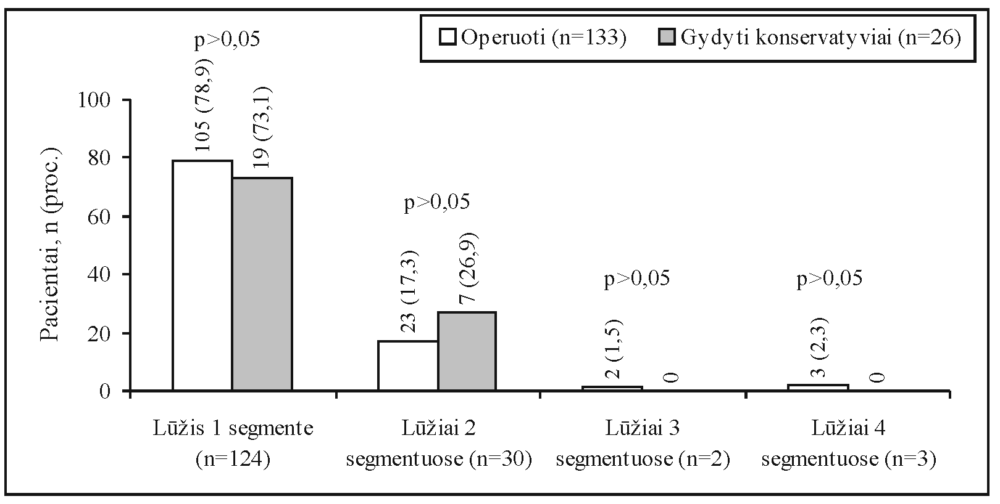 Operuoti (n=133) Gydyti konservatyviai (n=26)
p>0,05
105 (78,9)
19 (73,1)
p>0,05
23 (17,3)
7 (26,9)
p>0,05
2 (1,5)
0
p>0,05
3 (2,3)
0
Pacientai, n (proc.)
100
80
60
40
20
0
Lūžis 1 segmente
(n=124)
Lūžiai 2
segmentuose (n=30)
Lūžiai 3
segmentuose (n=2)
Lūžiai 4
segmentuose (n=3)